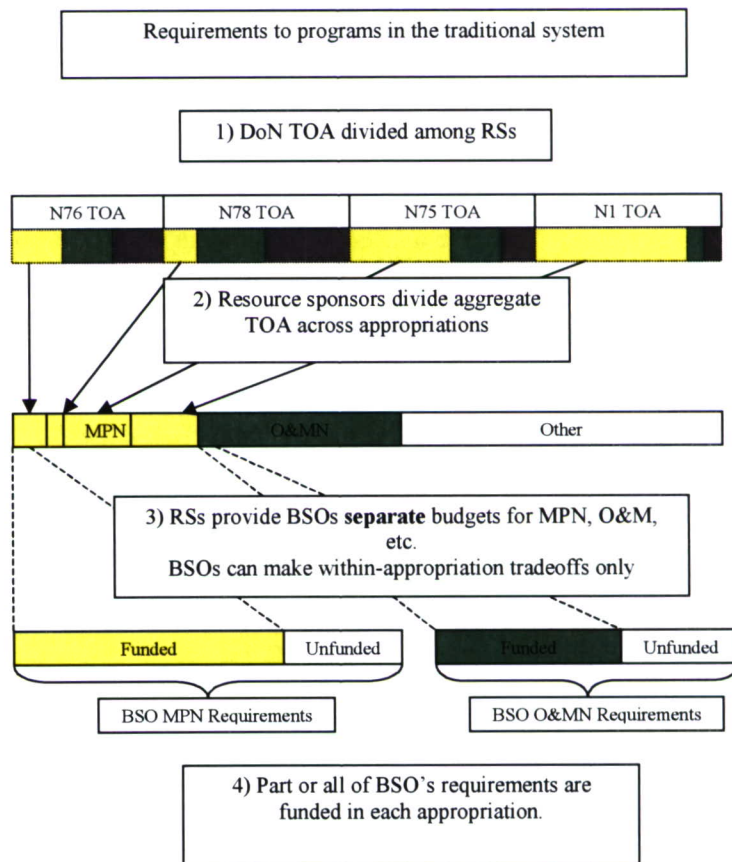 Requirements to programs in the traditional system
1) DoN TOA divided among RSs
N76 TOA N78 TOA N75 TOA N1 TOA
2) Resource sponsors divide aggregate
TOA across appropriations
MPN O&MN Other
3) RSs provide BSOs separate budgets for MPN, O&M,
etc.
BSOs can make within-appropriation tradeoffs only
Funded Unfunded Funded Unfunded
BSO MPN Requirements BSO O&MN Requirements
4) Part or all of BSO's requirements are
funded in each appropriation.